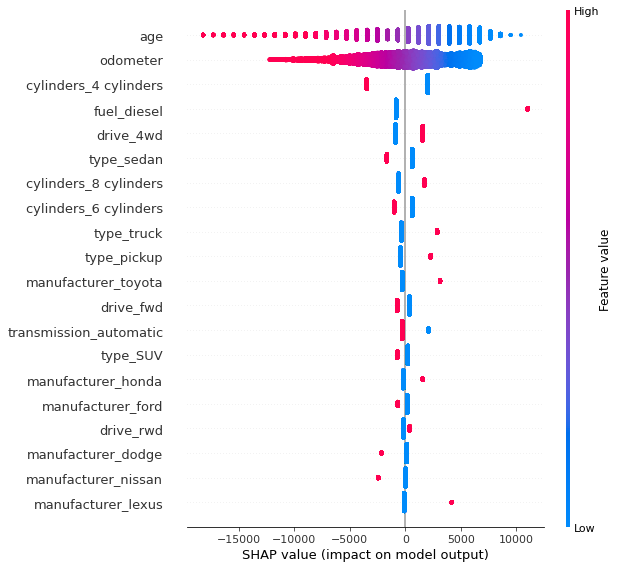 High
age
odometer
cylinders_4 cylinders
fuel_diesel
drive_4wd
type_sedan
cylinders_8 cylinders
cylinders_6 cylinders
type_truck
type_pickup
manufacturer_toyota
drive_fwd
transmission_automatic
type_SUV
manufacturer_honda
manufacturer_ford
drive_rwd
manufacturer_dodge
manufacturer_nissan
manufacturer_lexus
Feature value
Low
−15000 −10000 −5000 0 5000 10000
SHAP value (impact on model output)